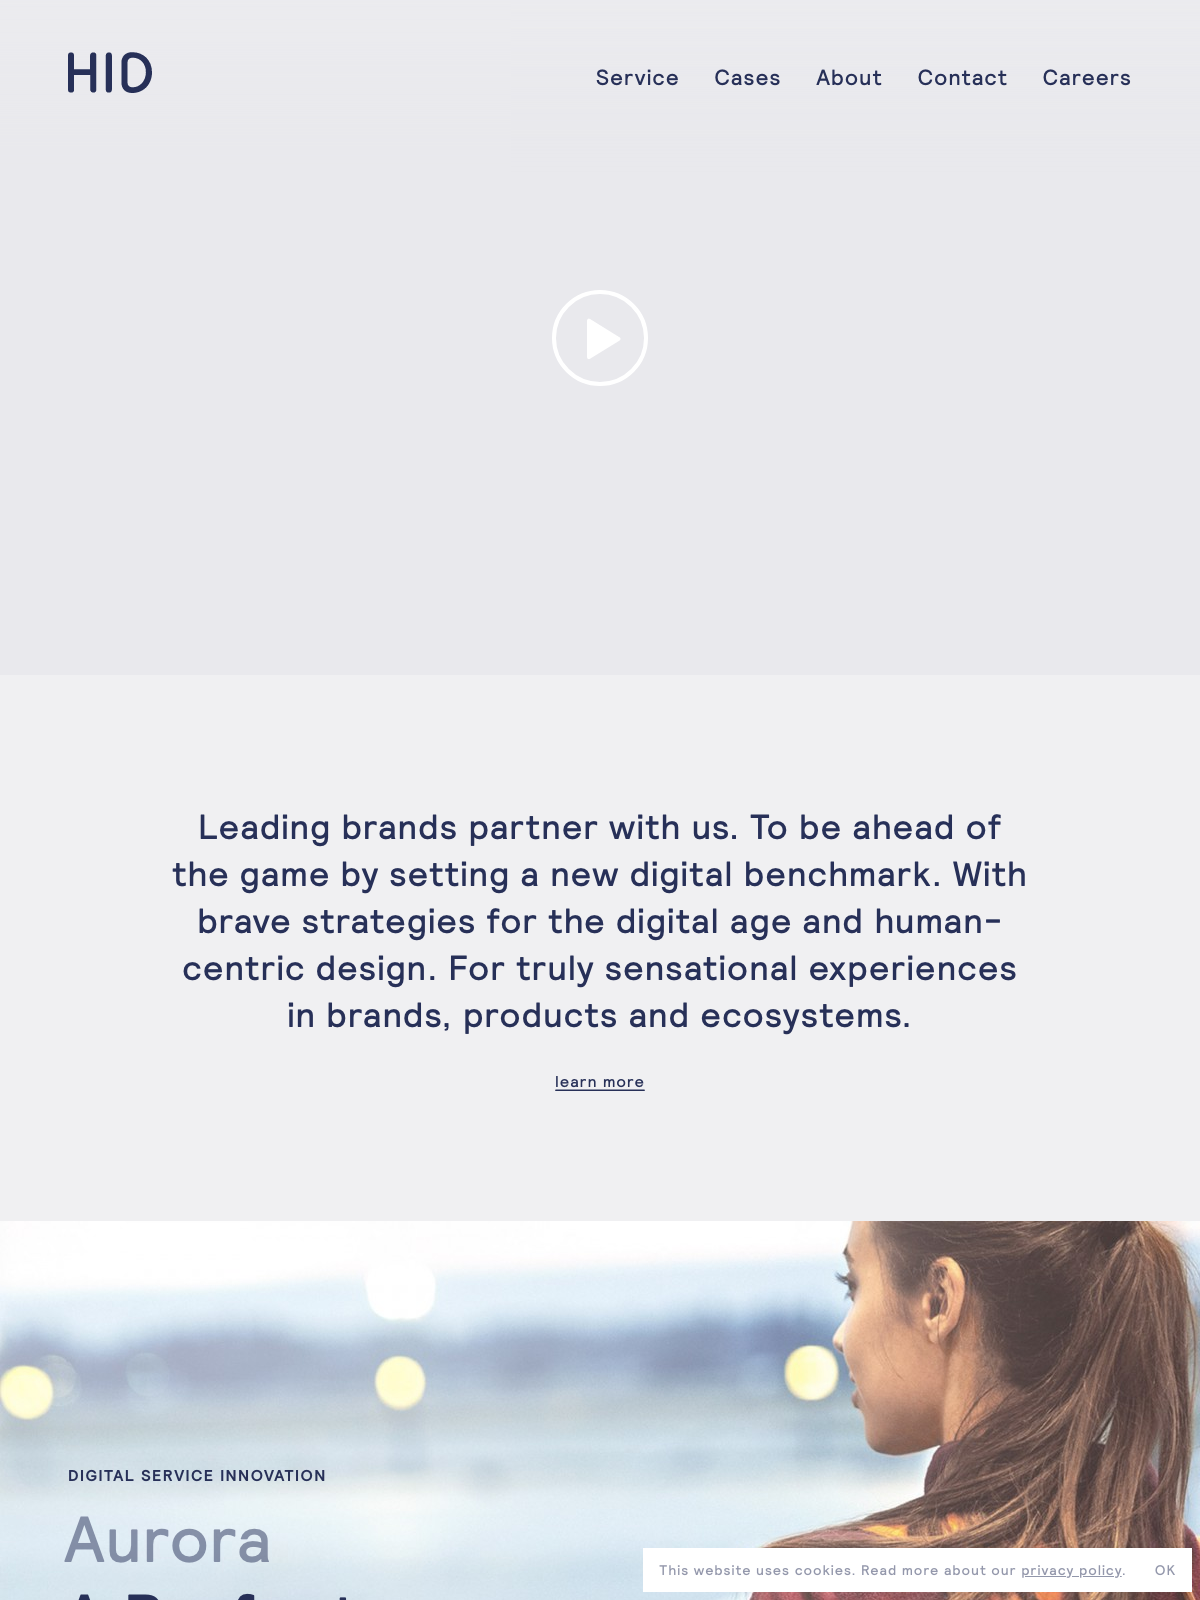 HID
Service Cases About Contact Careers
Leading brands partner with us. To be ahead of
the game by setting a new digital benchmark. With
brave strategies for the digital age and human-
centric design. For truly sensational experiences
in brands, products and ecosystems.
learn more
DIGITAL SERVICE INNOVATION
Aurora
A Perfect
This website uses cookies. Read more about our privacy policy. OK